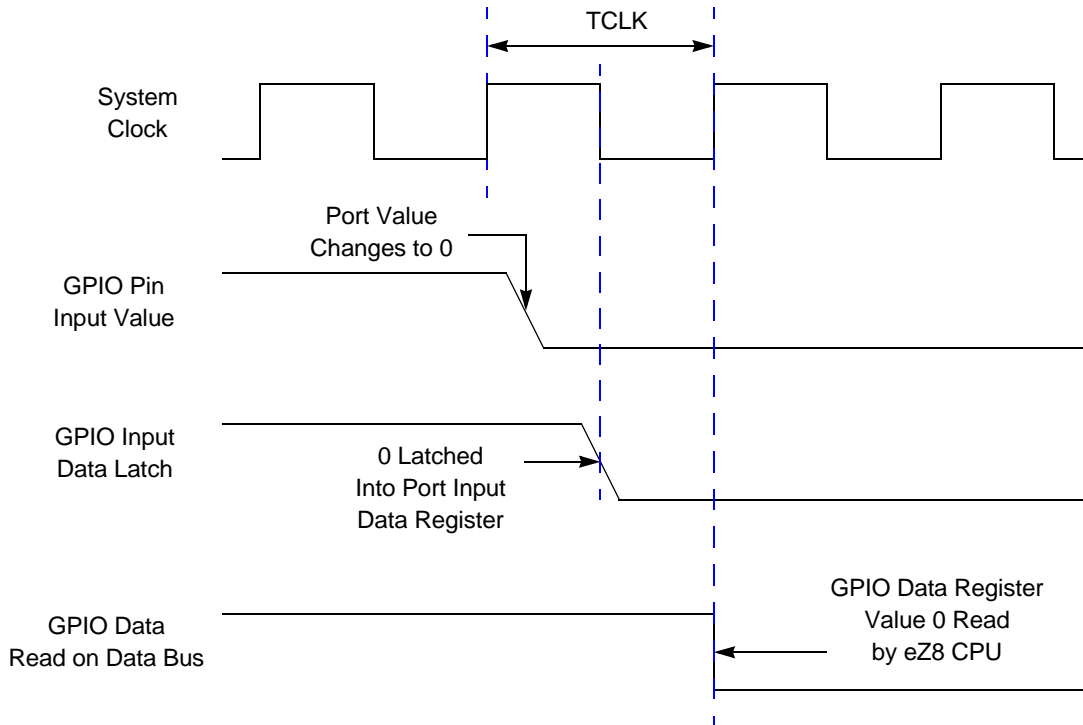 TCLK
System
Clock
Port Value
Changes to 0
GPIO Pin
Input Value
GPIO Input
Data Latch
0 Latched
Into Port Input
Data Register
GPIO Data Register
Value 0 Read
by eZ8 CPU
GPIO Data
Read on Data Bus